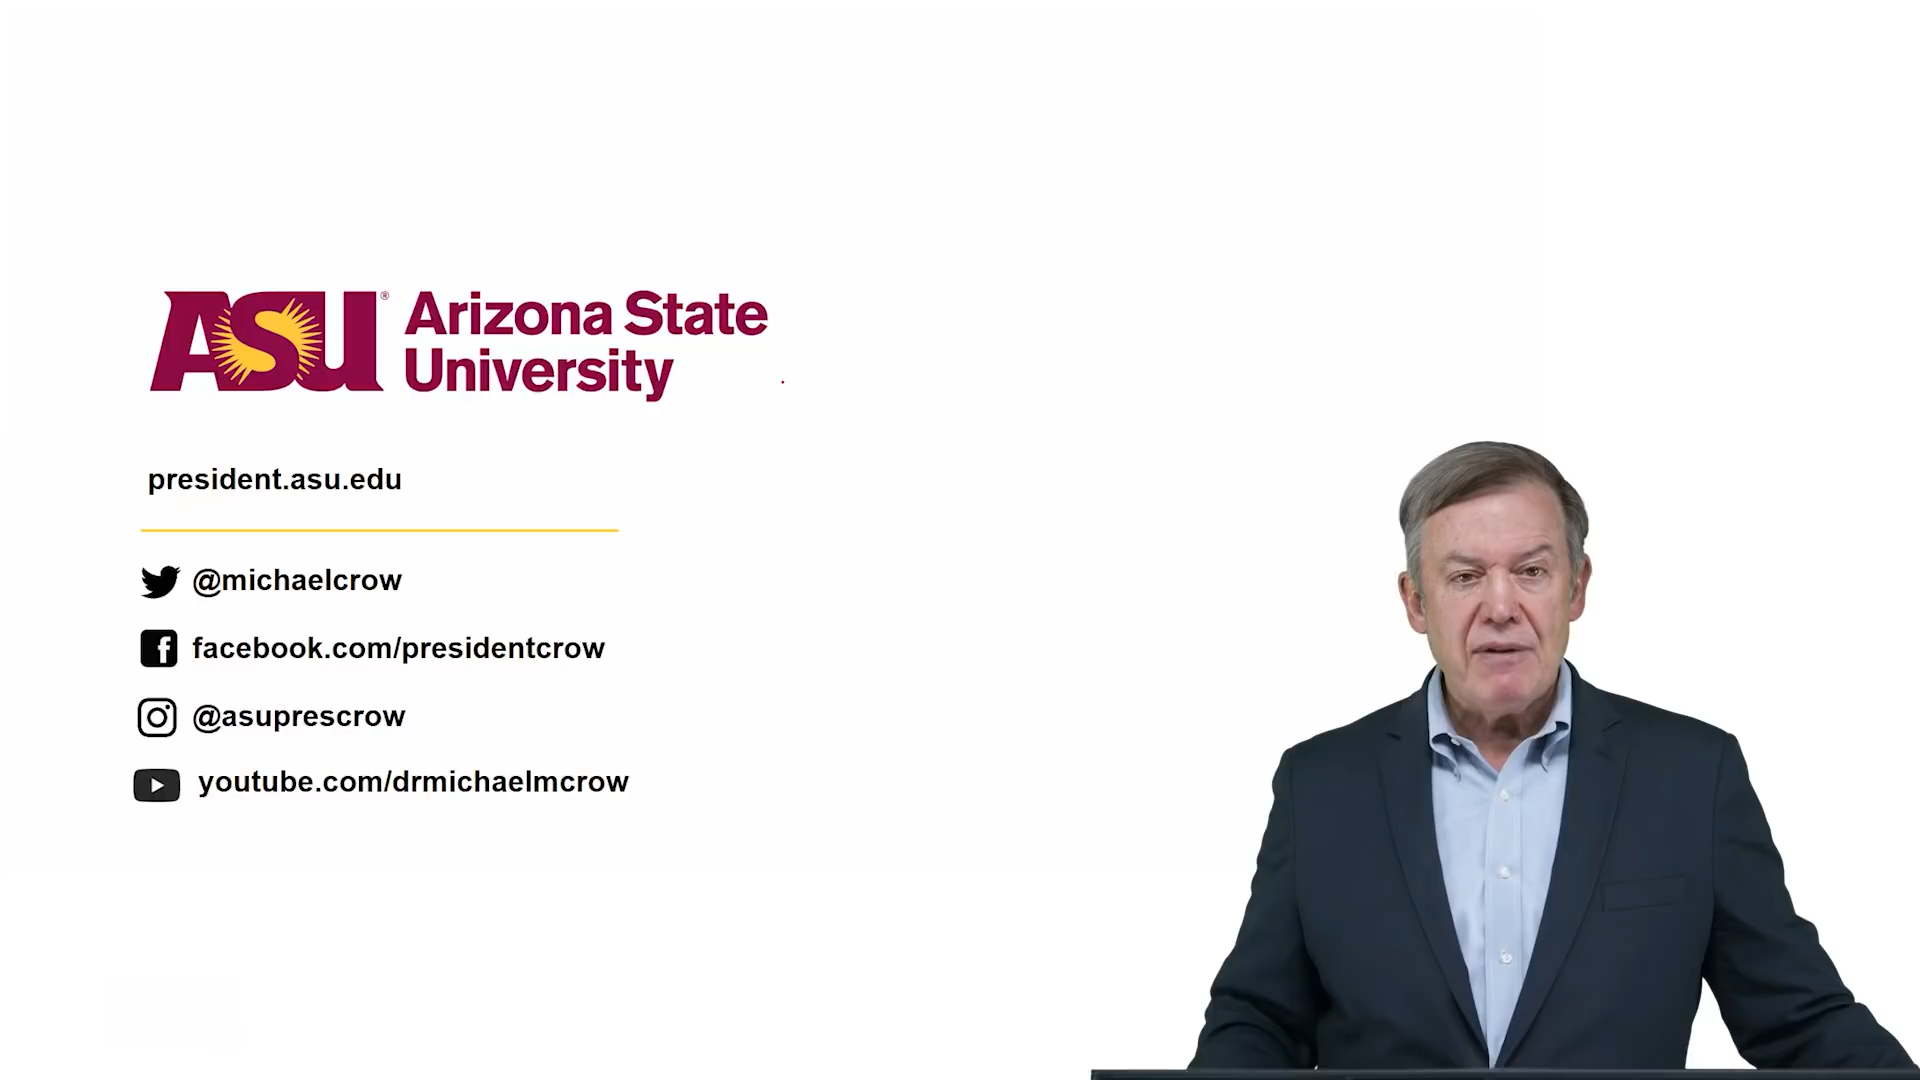 ASU® Arizona State
University
president.asu.edu
@michaelcrow
facebook.com/presidentcrow
@asuprescrow
youtube.com/drmichaelmcrow